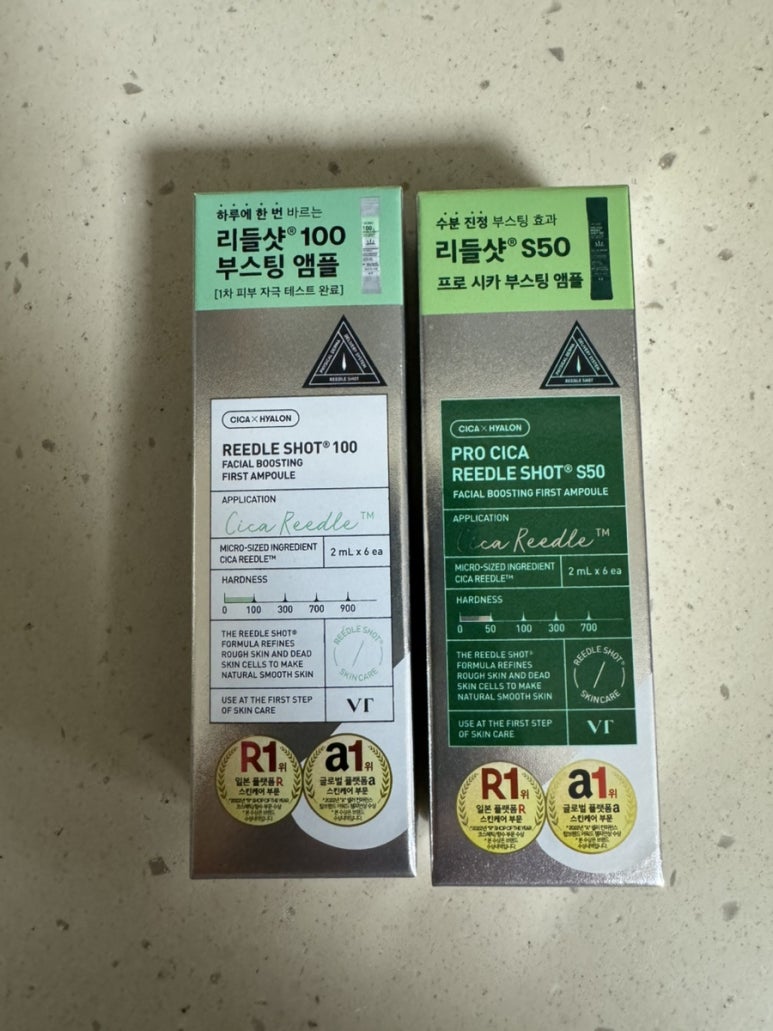 하루에 한 번 바르는
리들샷® 100
부스팅 앰플
[1차 피부 자극 테스트 완료]
REEDLE SHOT
CICA × HYALON
REEDLE SHOT® 100
FACIAL BOOSTING
FIRST AMPOULE
APPLICATION
Cica Reedle™
MICRO-SIZED INGREDIENT
CICA REEDLE™
2 mL x 6 ea
HARDNESS
0 100 300 700 900
THE REEDLE SHOT®
FORMULA REFINES
ROUGH SKIN AND DEAD
SKIN CELLS TO MAKE
NATURAL SMOOTH SKIN
REEDLE SHOT®
SKINCARE
USE AT THE FIRST STEP
OF SKIN CARE
VT
R1위
일본 플랫폼 R
스킨케어 부문
a1위
글로벌 플랫폼 a
스킨케어 부문
수분 진정 부스팅 효과
리들샷® S50
프로 시카 부스팅 앰플
DELIVERY SYSTEM
REEDLE SHOT
CICA × HYALON
PRO CICA
REEDLE SHOT® S50
FACIAL BOOSTING FIRST AMPOULE
APPLICATION
Cica Reedle™
MICRO-SIZED INGREDIENT
CICA REEDLE™
2 mL x 6 ea
HARDNESS
0 50 100 300 700
THE REEDLE SHOT®
FORMULA REFINES
ROUGH SKIN AND DEAD
SKIN CELLS TO MAKE
NATURAL SMOOTH SKIN
REEDLE SHOT®
SKINCARE
USE AT THE FIRST STEP
OF SKIN CARE
VT
R1위
일본 플랫폼 R
스킨케어 부문
a1위
글로벌 플랫폼 a
스킨케어 부문